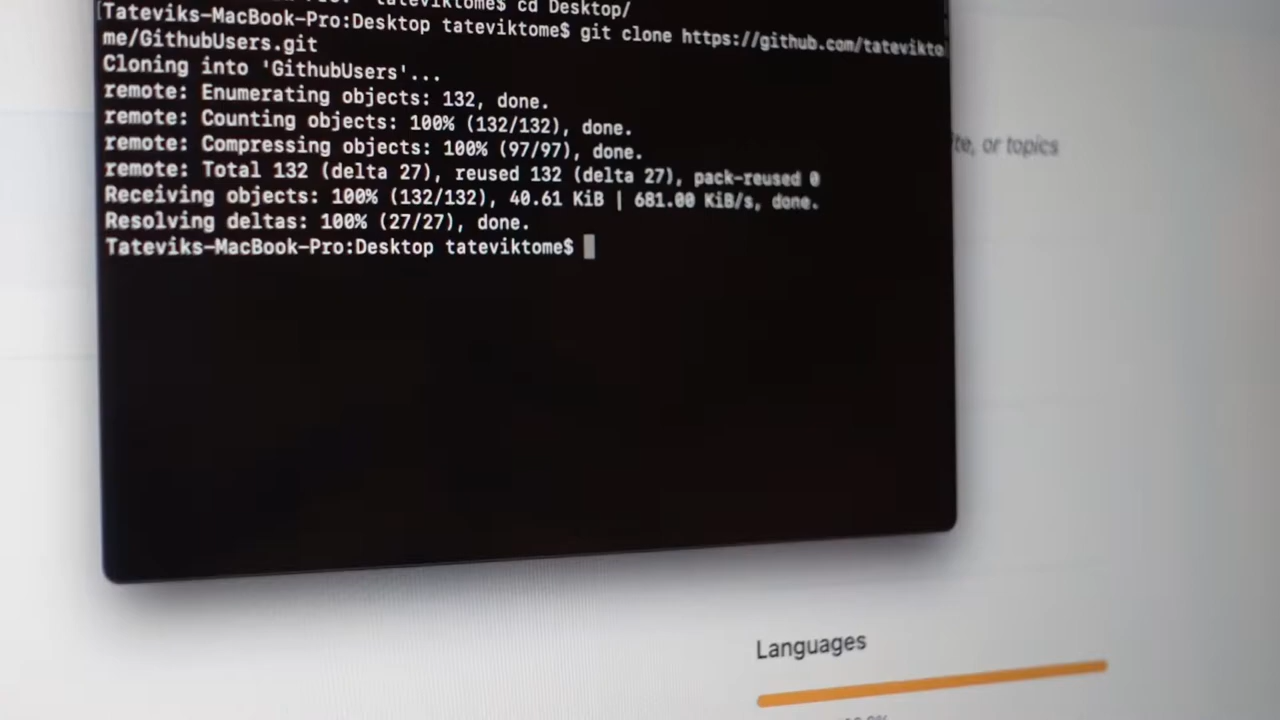 tateviktome$ cd Desktop/
[Tateviks-MacBook-Pro:Desktop tateviktome$ git clone https://github.com/tatevikto
me/GithubUsers.git
Cloning into 'GithubUsers'...
remote: Enumerating objects: 132, done.
remote: Counting objects: 100% (132/132), done.
remote: Compressing objects: 100% (97/97), done.
remote: Total 132 (delta 27), reused 132 (delta 27), pack-reused 0
Receiving objects: 100% (132/132), 40.61 KiB | 681.00 KiB/s, done.
Resolving deltas: 100% (27/27), done.
Tateviks-MacBook-Pro:Desktop tateviktome$
or topics
Languages